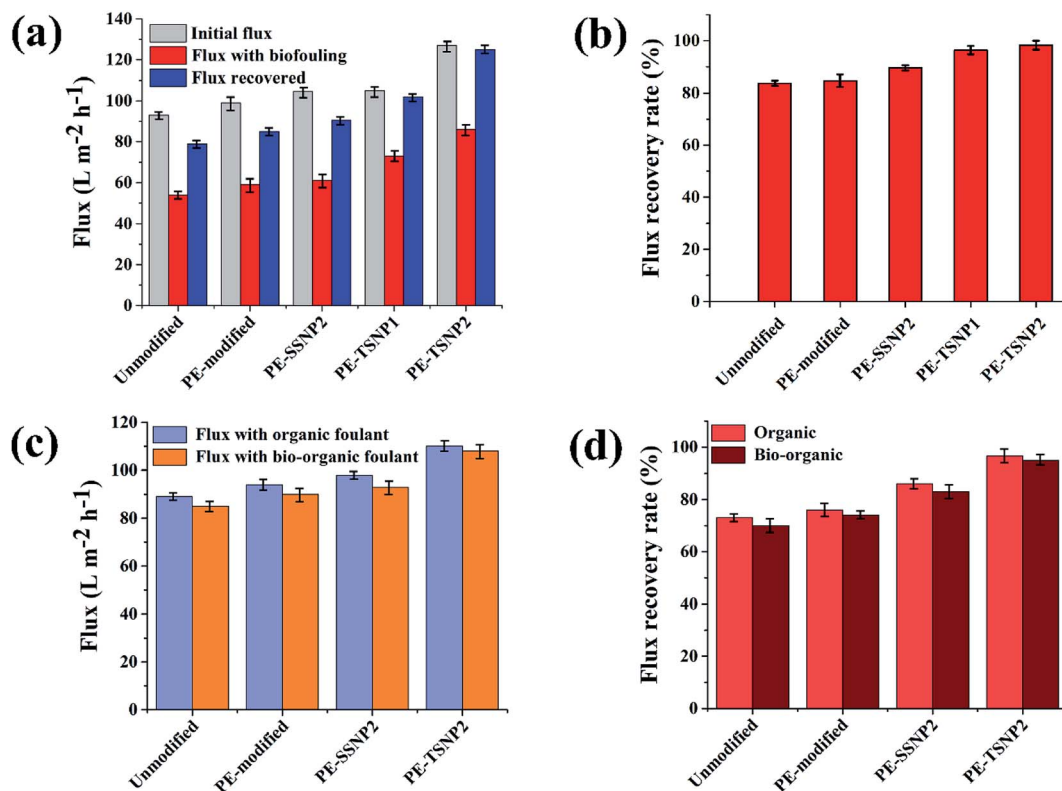 (a)
Initial flux
Flux with biofouling
Flux recovered
Flux (L m⁻² h⁻¹)
140
120
100
80
60
40
20
0
Unmodified
PE-modified
PE-SSNP2
PE-TSNP1
PE-TSNP2
(b)
Flux recovery rate (%)
100
80
60
40
20
0
Unmodified
PE-modified
PE-SSNP2
PE-TSNP1
PE-TSNP2
(c)
Flux with organic foulant
Flux with bio-organic foulant
Flux (L m⁻² h⁻¹)
120
100
80
60
40
20
0
Unmodified
PE-modified
PE-SSNP2
PE-TSNP2
(d)
Organic
Bio-organic
Flux recovery rate (%)
100
80
60
40
20
0
Unmodified
PE-modified
PE-SSNP2
PE-TSNP2